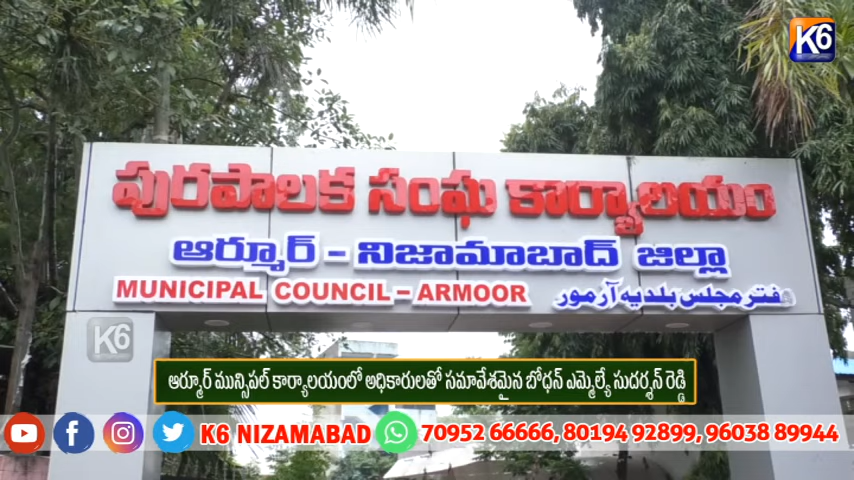 K6
పురపాలక సంఘ కార్యాలయం
ఆర్మూర్ - నిజామాబాద్ జిల్లా
MUNICIPAL COUNCIL - ARMOOR
دفتر مجلس بلدیه آرمور
K6
ఆర్మూర్ మున్సిపల్ కార్యాలయంలో అధికారులతో సమావేశమైన బోధన్ ఎమ్మెల్యే సుదర్శన్ రెడ్డి
K6 NIZAMABAD 70952 66666, 80194 92899, 96038 89944